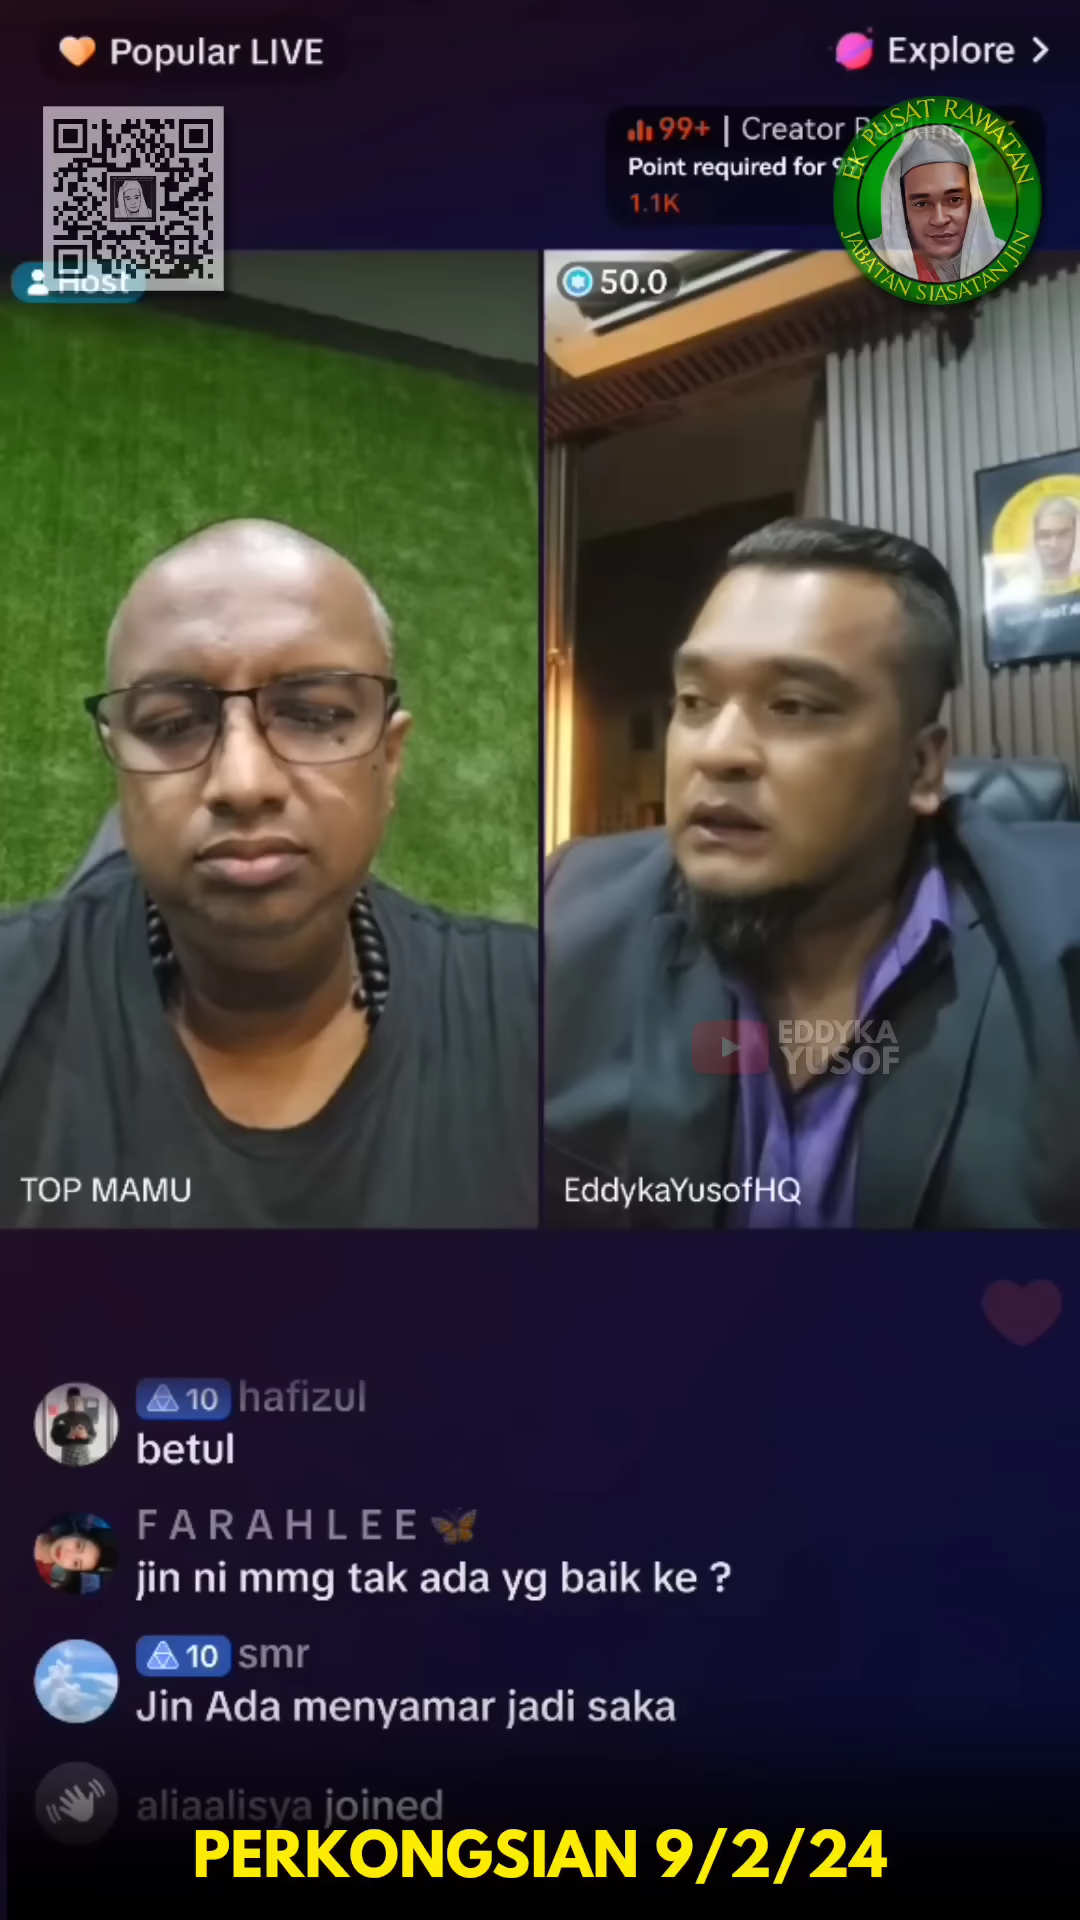 Popular LIVE
Explore
99+ | Creator
Point required for
1.1K
EK PUSAT RAWATAN
JABATAN SIASATAN JIN
Host
50.0
EDDYKA
YUSOF
TOP MAMU
EddykaYusofHQ
10 hafizul
betul
F A R A H L E E
jin ni mmg tak ada yg baik ke ?
10 smr
Jin Ada menyamar jadi saka
aliaalisya joined
PERKONGSIAN 9/2/24